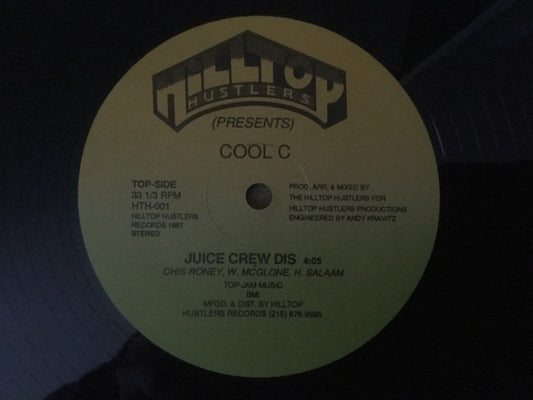 HILLTOP
HUSTLERS
(PRESENTS)
COOL C
TOP-SIDE
33 1/3 RPM
HTH-001
HILLTOP HUSTLERS
RECORDS 1987
STEREO
PROD. ARR, & MIXED BY
THE HILLTOP HUSTLERS FOR
HILLTOP HUSTLERS PRODUCTIONS
ENGINEERED BY ANDY KRAVITZ
JUICE CREW DIS 4:05
CHIS RONEY, W. MCGLONE, H. SALAAM
TOP JAM MUSIC
BMI
MFGD. & DIST. BY HILLTOP
HUSTLERS RECORDS (215) 878-9695